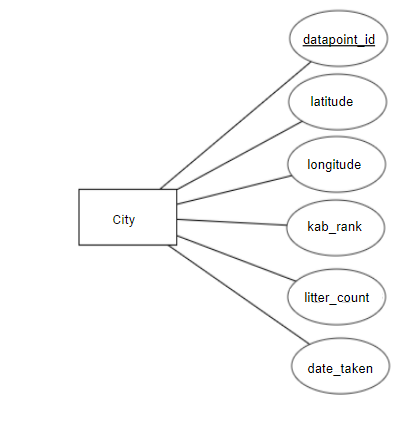 datapoint_id
latitude
longitude
City
kab_rank
litter_count
date_taken